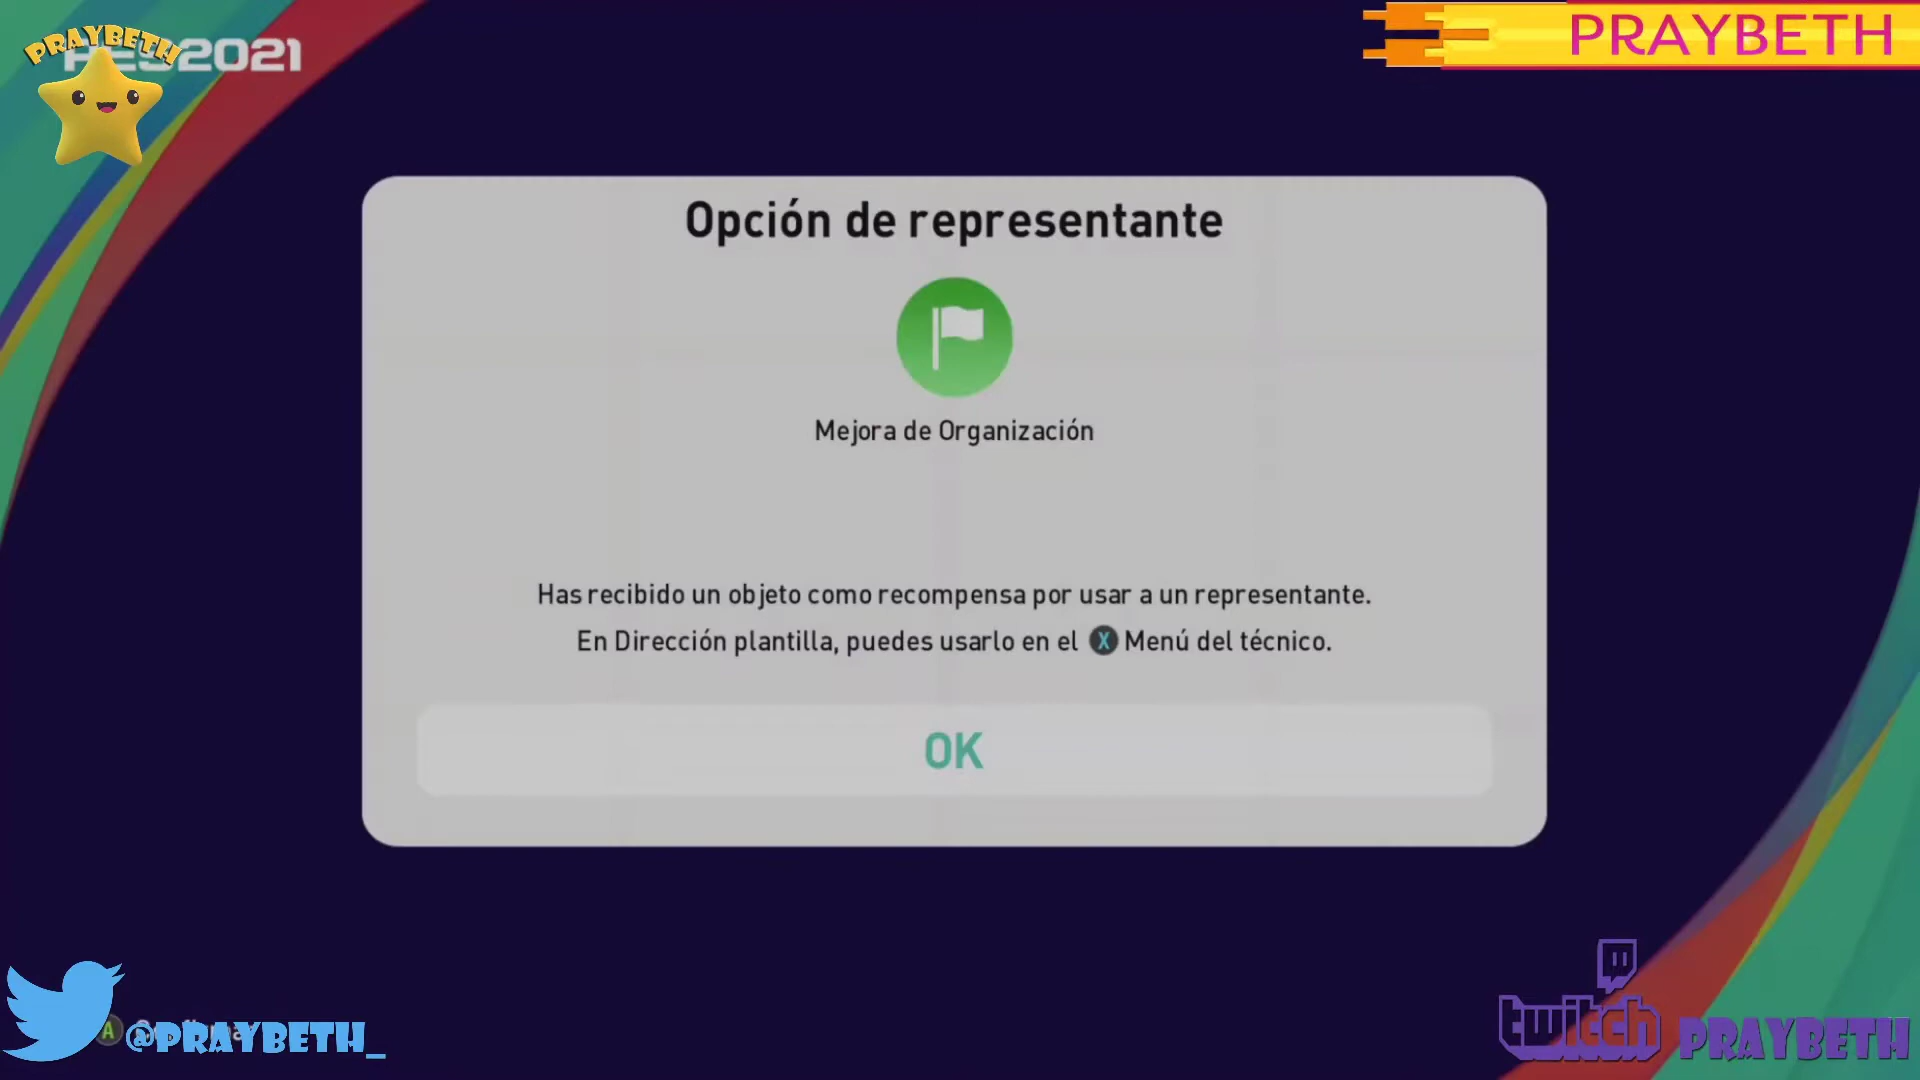 PRAYBETH
PES2021
PRAYBETH
Opción de representante
Mejora de Organización
Has recibido un objeto como recompensa por usar a un representante.
En Dirección plantilla, puedes usarlo en el X Menú del técnico.
OK
A
@PRAYBETH_
twitch PRAYBETH